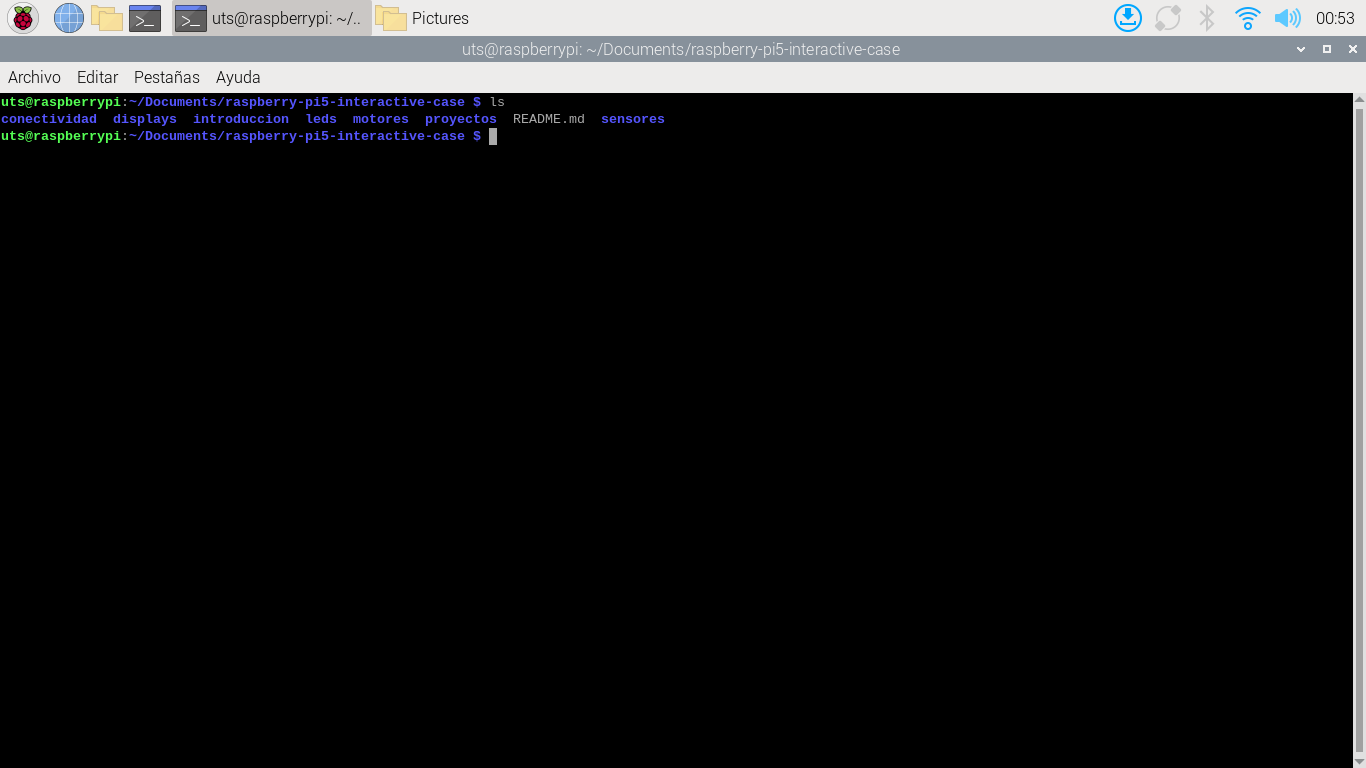 uts@raspberrypi: ~/.. Pictures 00:53
uts@raspberrypi: ~/Documents/raspberry-pi5-interactive-case
Archivo Editar Pestañas Ayuda
uts@raspberrypi:~/Documents/raspberry-pi5-interactive-case $ ls
conectividad displays introduccion leds motores proyectos README.md sensores
uts@raspberrypi:~/Documents/raspberry-pi5-interactive-case $